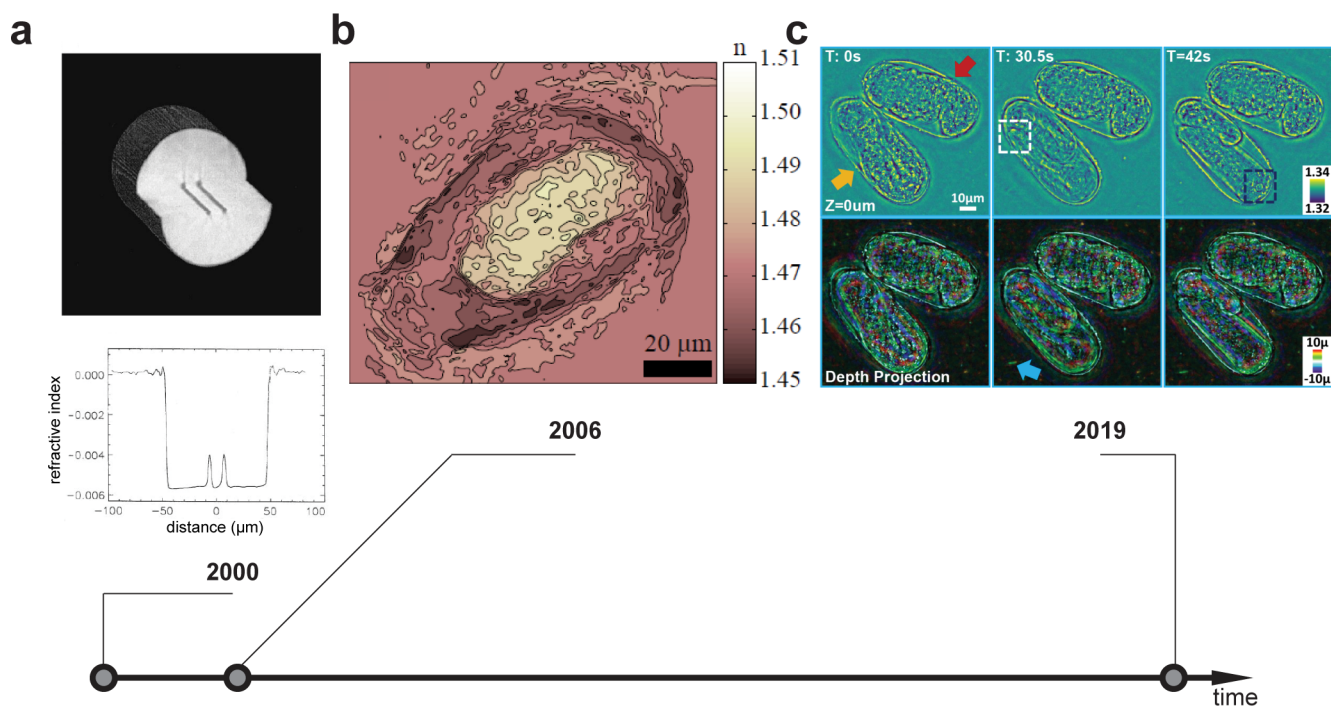 a
b
c
0.000
−0.002
−0.004
−0.006
refractive index
−100
−50
0
50
100
distance (µm)
n
1.51
1.50
1.49
1.48
1.47
1.46
1.45
20 µm
T: 0s
T: 30.5s
T=42s
Z=0um
10µm
1.34
1.32
Depth Projection
10µ
-10µ
2000
2006
2019
time